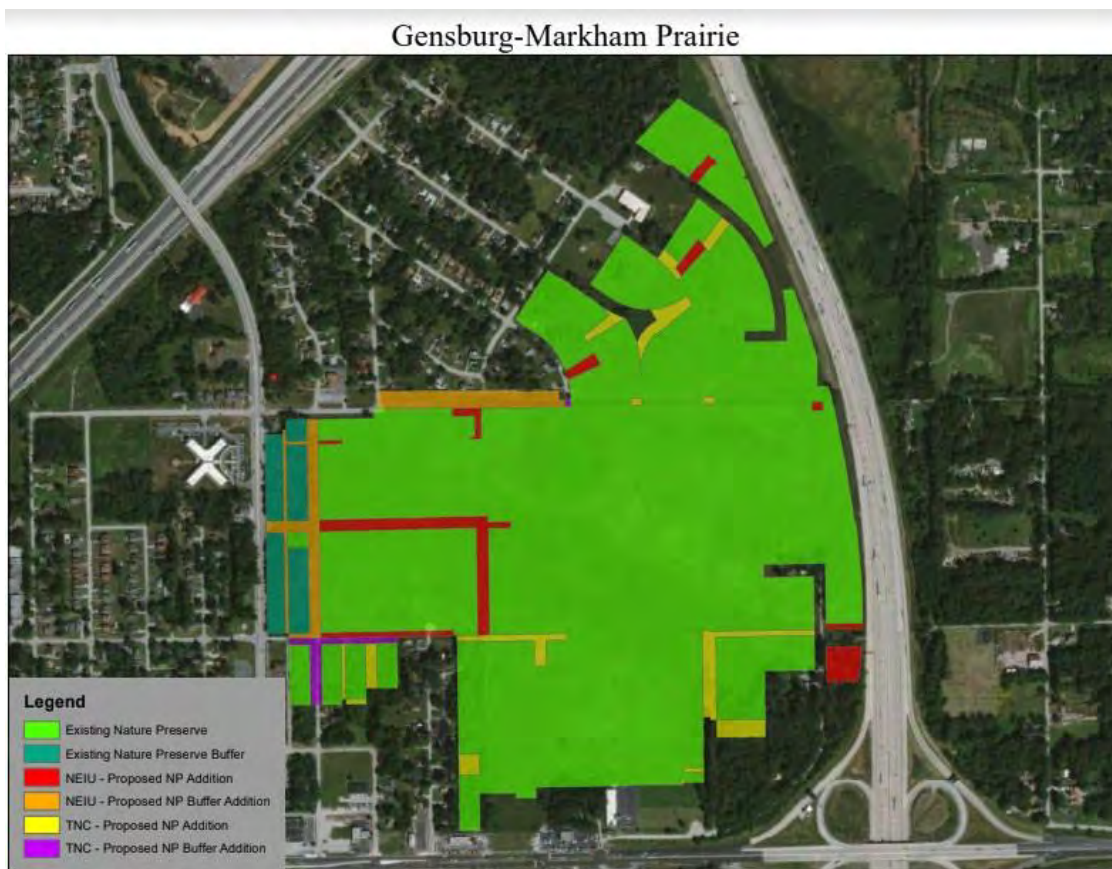 Gensburg-Markham Prairie
Legend
Existing Nature Preserve
Existing Nature Preserve Buffer
NEIU - Proposed NP Addition
NEIU - Proposed NP Buffer Addition
TNC - Proposed NP Addition
TNC - Proposed NP Buffer Addition